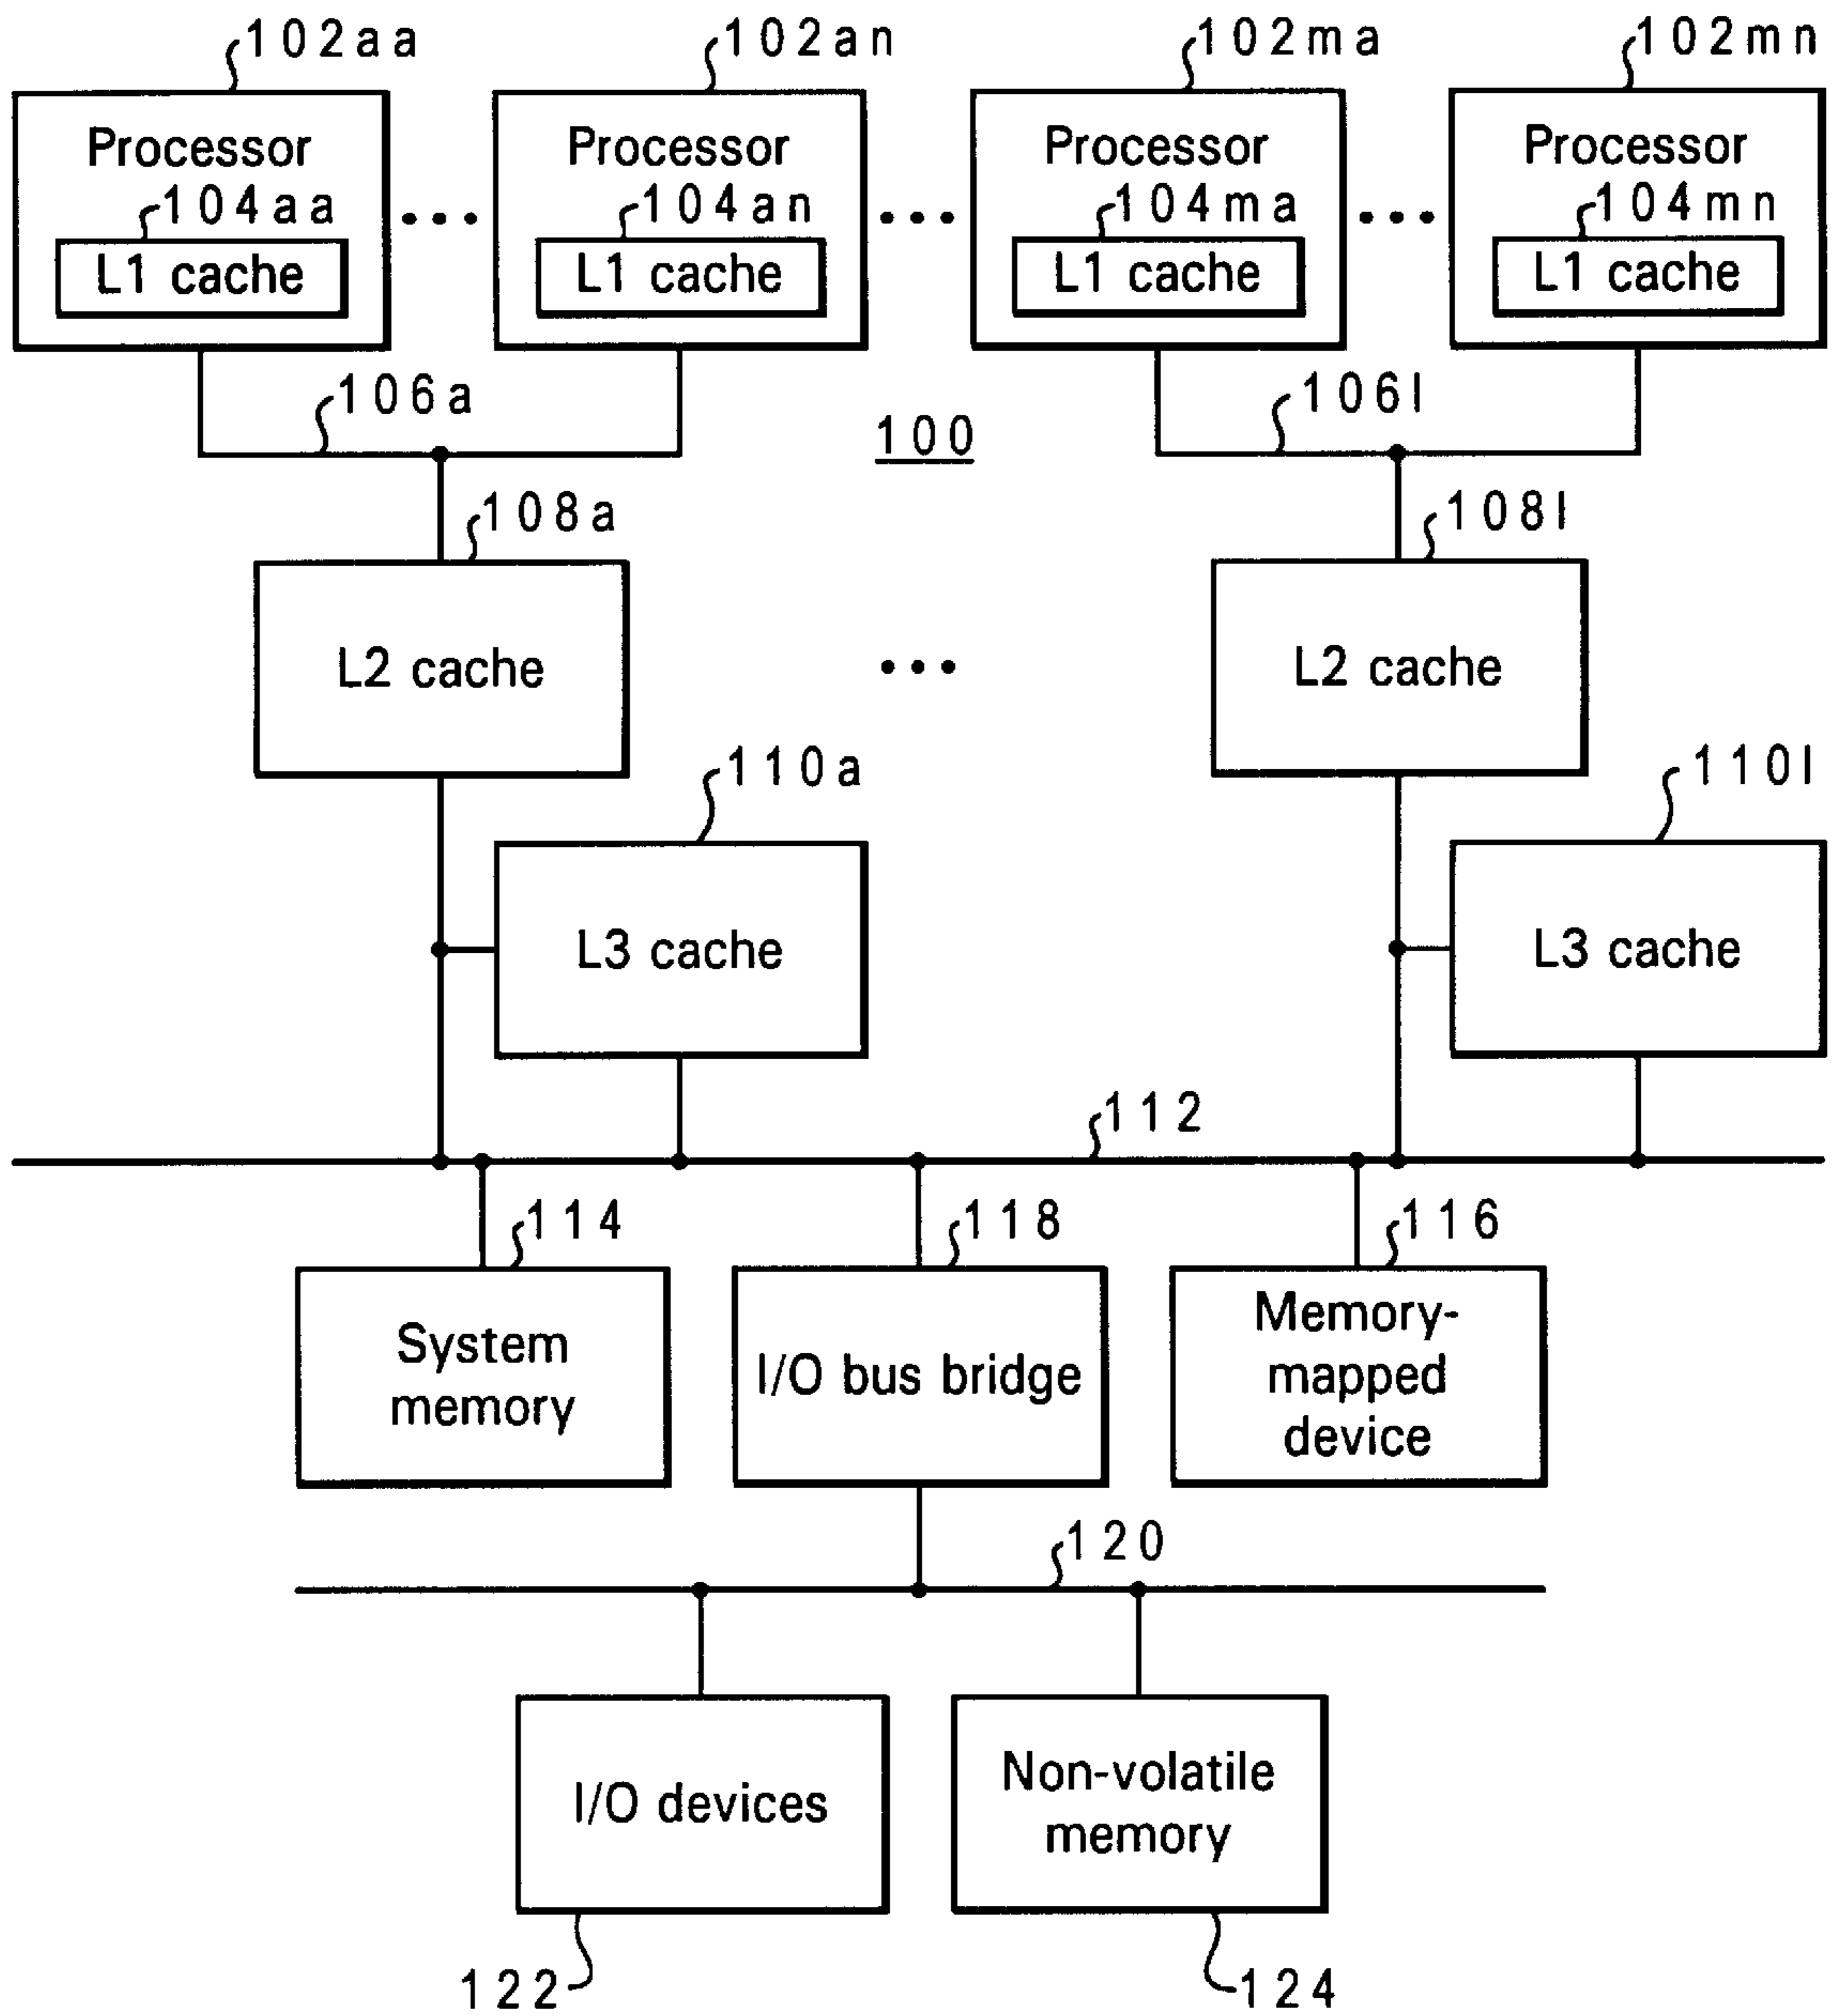 102aa
102an
102ma
102mn
Processor
Processor
Processor
Processor
104aa
104an
104ma
104mn
L1 cache
L1 cache
L1 cache
L1 cache
106a
106l
100
108a
108l
L2 cache
L2 cache
110a
110l
L3 cache
L3 cache
112
114
118
116
System
memory
I/O bus bridge
Memory-
mapped
device
120
I/O devices
Non-volatile
memory
122
124